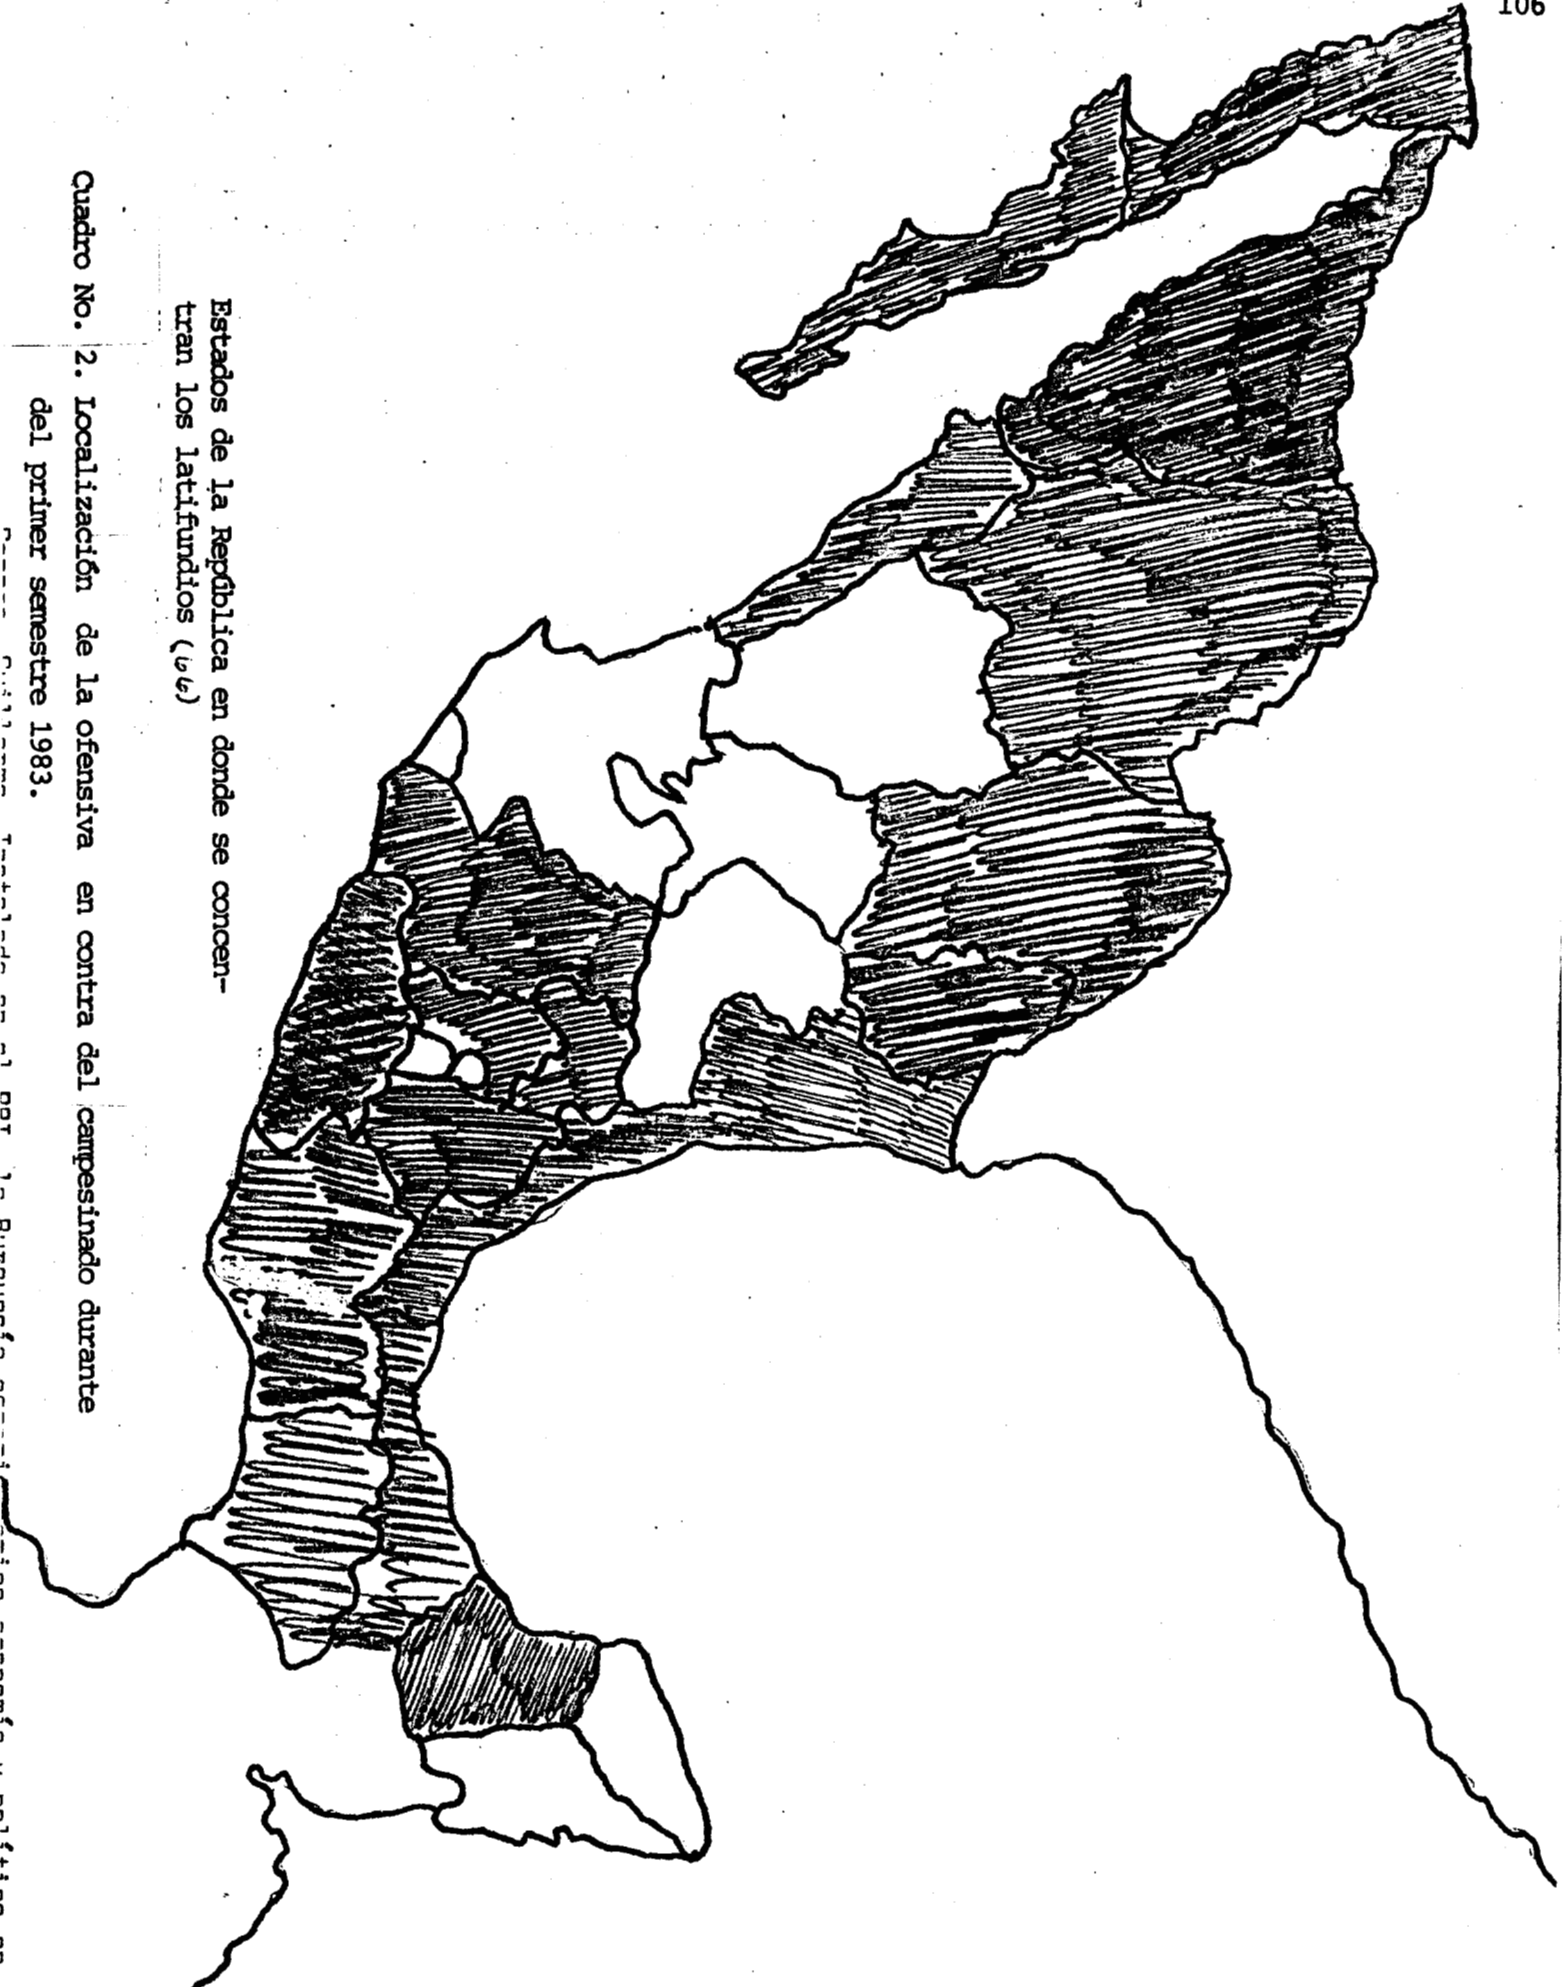 106
Estados de la República en donde se concen-
tran los latifundios (66)
Cuadro No. 2. Localización de la ofensiva en contra del campesinado durante
del primer semestre 1983.